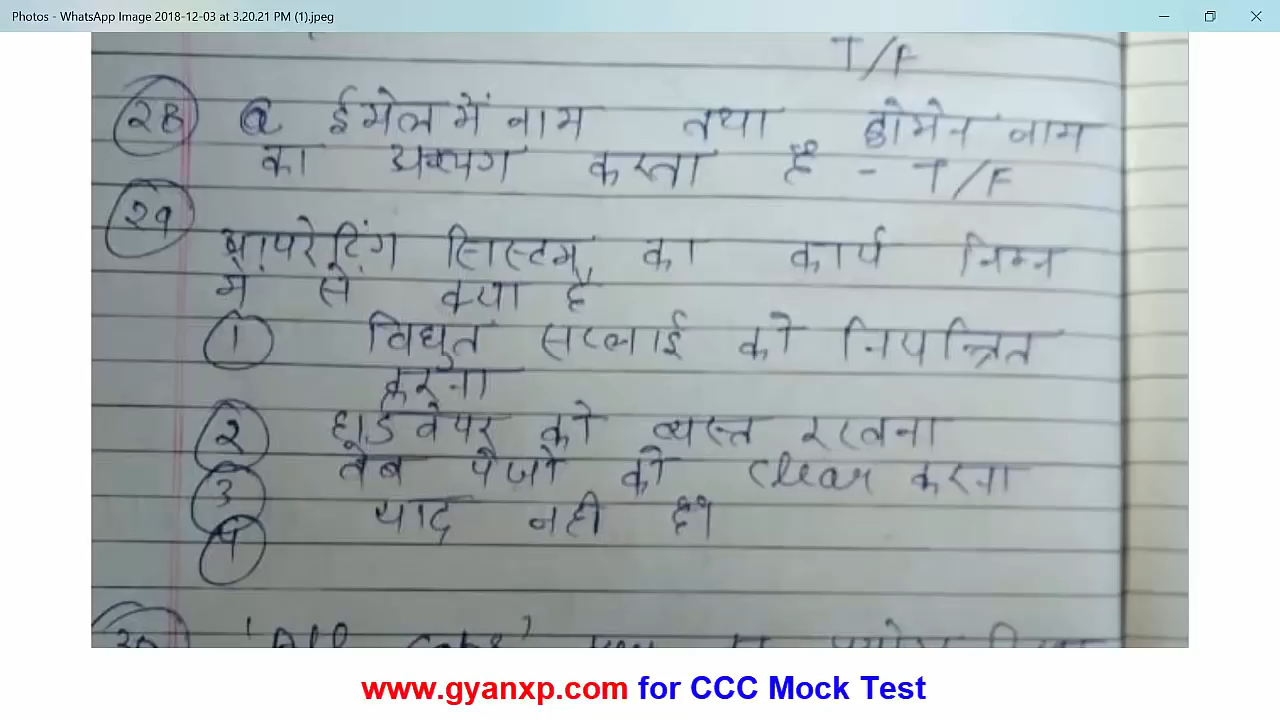 Photos - WhatsApp Image 2018-12-03 at 3.20.21 PM (1).jpeg
T/F
28 @ ईमेल में नाम तथा डोमेन नाम
का करता है - T/F
29
आपरेटिंग सिस्टम का कार्य निम्न
में से क्या है
1 विद्युत सप्लाई को नियन्त्रित
करना
2 हार्डवेयर को व्यस्त रखना
3 वेब पेजों को clear करना
4 याद नही है।
www.gyanxp.com for CCC Mock Test